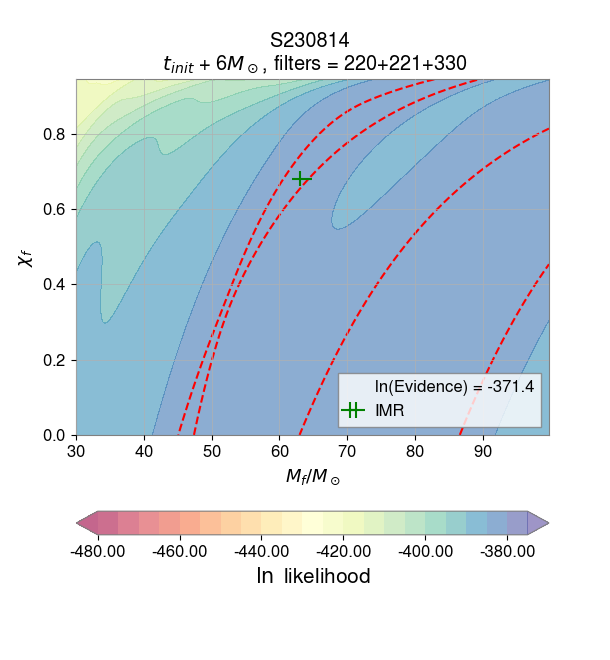 S230814
t_init + 6M_⊙, filters = 220+221+330
χ_f
0.8
0.6
0.4
0.2
0.0
30 40 50 60 70 80 90
M_f/M_⊙
ln(Evidence) = -371.4
IMR
-480.00 -460.00 -440.00 -420.00 -400.00 -380.00
ln likelihood